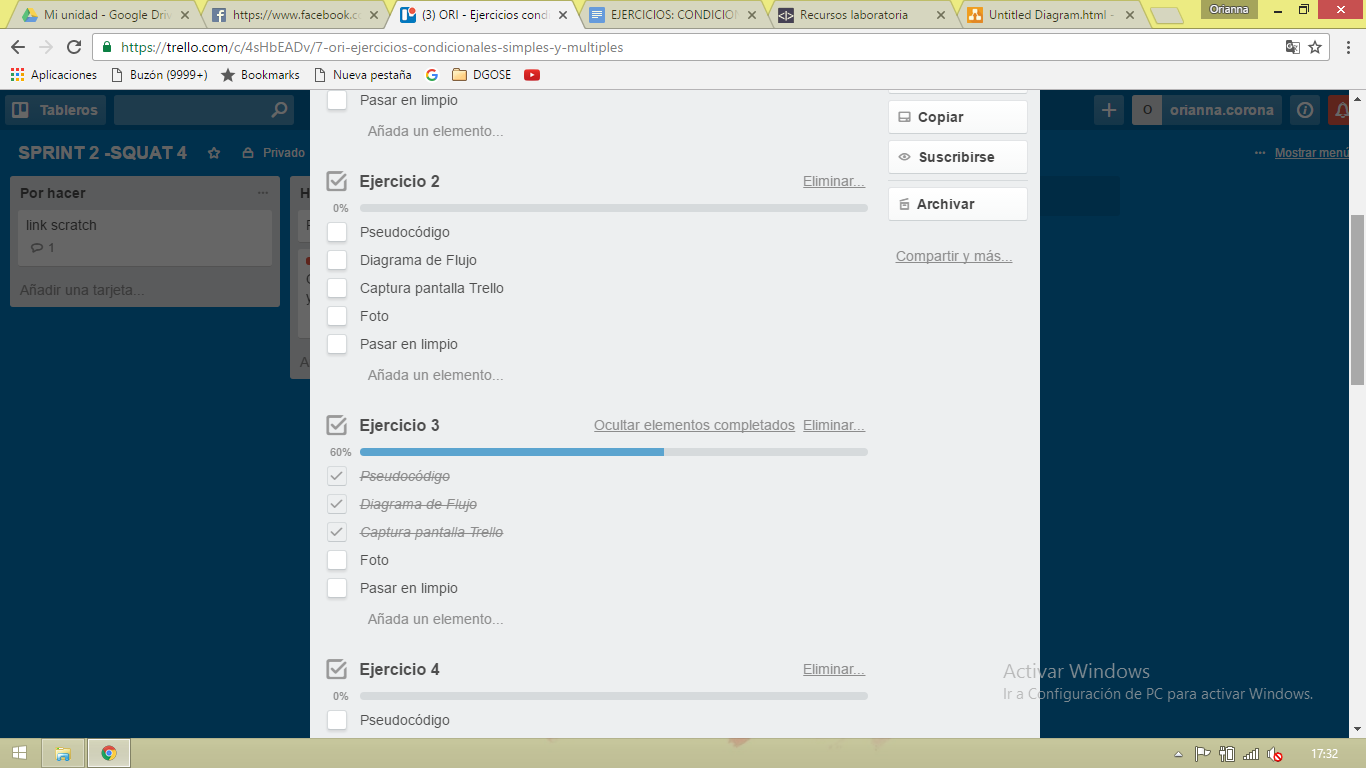 Mi unidad - Google Driv
https://www.facebook.c
(3) ORI - Ejercicios cond
EJERCICIOS: CONDICION
Recursos laboratoria
Untitled Diagram.html -
Orianna
https://trello.com/c/4sHbEADv/7-ori-ejercicios-condicionales-simples-y-multiples
Aplicaciones
Buzón (9999+)
Bookmarks
Nueva pestaña
DGOSE
Tableros
orianna.corona
O
SPRINT 2 -SQUAT 4
Privado
Mostrar menú
Por hacer
link scratch
1
Añadir una tarjeta...
Pasar en limpio
Añada un elemento...
Ejercicio 2
Eliminar...
0%
Pseudocódigo
Diagrama de Flujo
Captura pantalla Trello
Foto
Pasar en limpio
Añada un elemento...
Ejercicio 3
Ocultar elementos completados
Eliminar...
60%
Pseudocódigo
Diagrama de Flujo
Captura pantalla Trello
Foto
Pasar en limpio
Añada un elemento...
Ejercicio 4
Eliminar...
0%
Pseudocódigo
Copiar
Suscribirse
Archivar
Compartir y más...
Activar Windows
Ir a Configuración de PC para activar Windows.
17:32